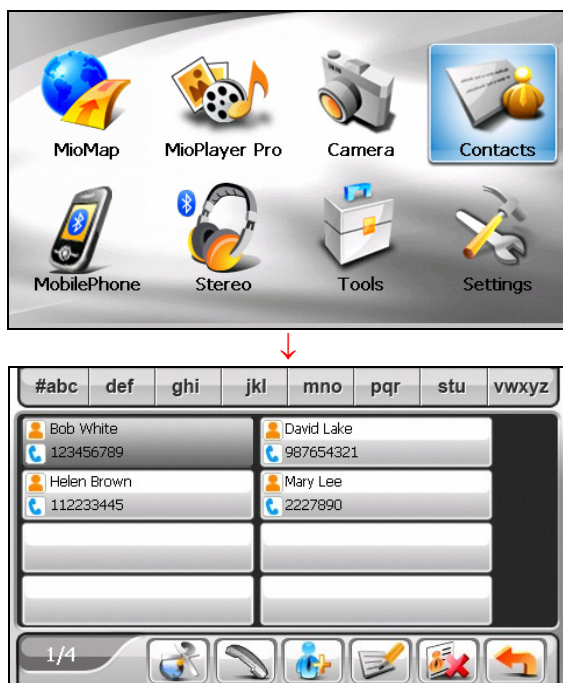 MioMap MioPlayer Pro Camera Contacts
MobilePhone Stereo Tools Settings
#abc def ghi jkl mno pqr stu vwxyz
Bob White David Lake
123456789 987654321
Helen Brown Mary Lee
112233445 2227890
1/4